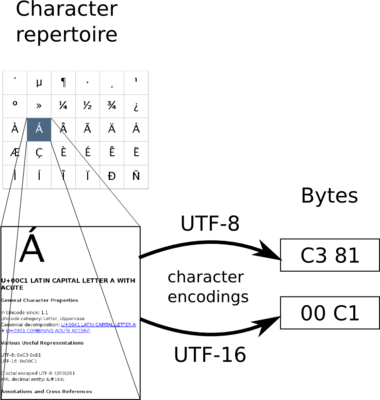 Character
repertoire
´ µ ¶ · ¸ ¹
º » ¼ ½ ¾ ¿
À Á Â Ã Ä Å
Æ Ç È É Ê Ë
Ì Í Î Ï Ð Ñ
Bytes
Á
UTF-8
C3 81
U+00C1 LATIN CAPITAL LETTER A WITH
ACUTE
character
encodings
General Character Properties
In Unicode since: 1.1
Unicode category: Letter, Uppercase
Canonical decomposition: U+0041 LATIN CAPITAL LETTER A
+ U+0301 COMBINING ACUTE ACCENT
00 C1
Various Useful Representations
UTF-16
UTF-8: 0xC3 0x81
UTF-16: 0x00C1
octal escaped UTF-8: \303\201
decimal entity: &#193;
Annotations and Cross References